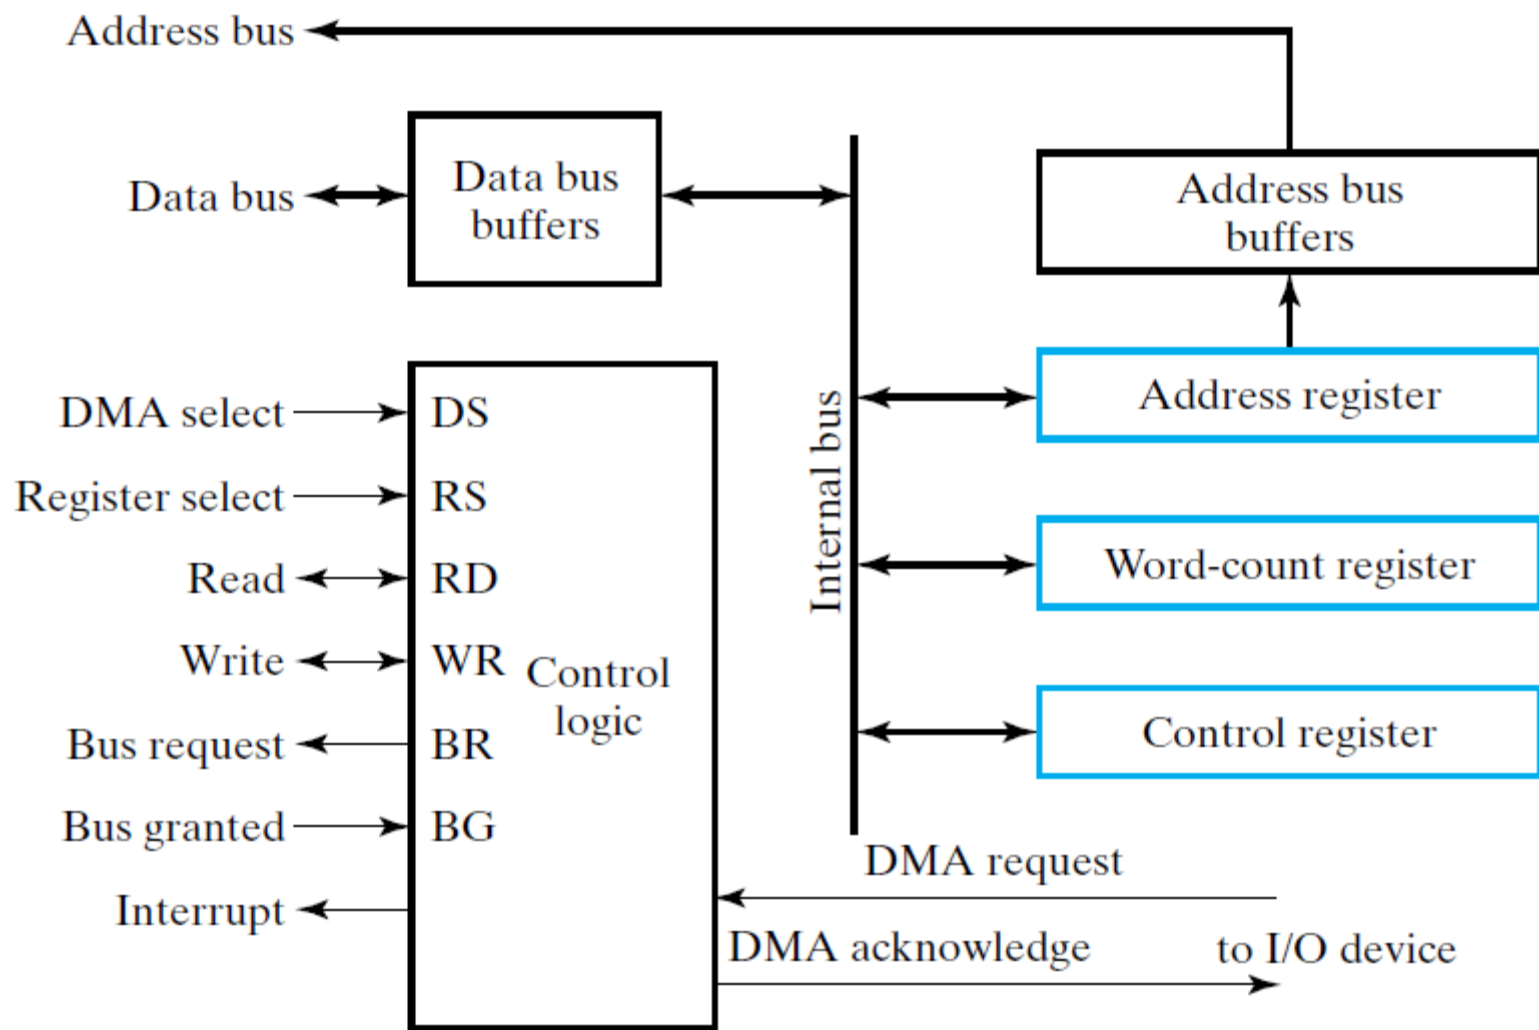 Address bus
Data bus
Data bus
buffers
Address bus
buffers
Internal bus
Address register
Word-count register
Control register
DMA select
DS
Register select
RS
Read
RD
Write
WR
Control
logic
Bus request
BR
Bus granted
BG
Interrupt
DMA request
DMA acknowledge
to I/O device